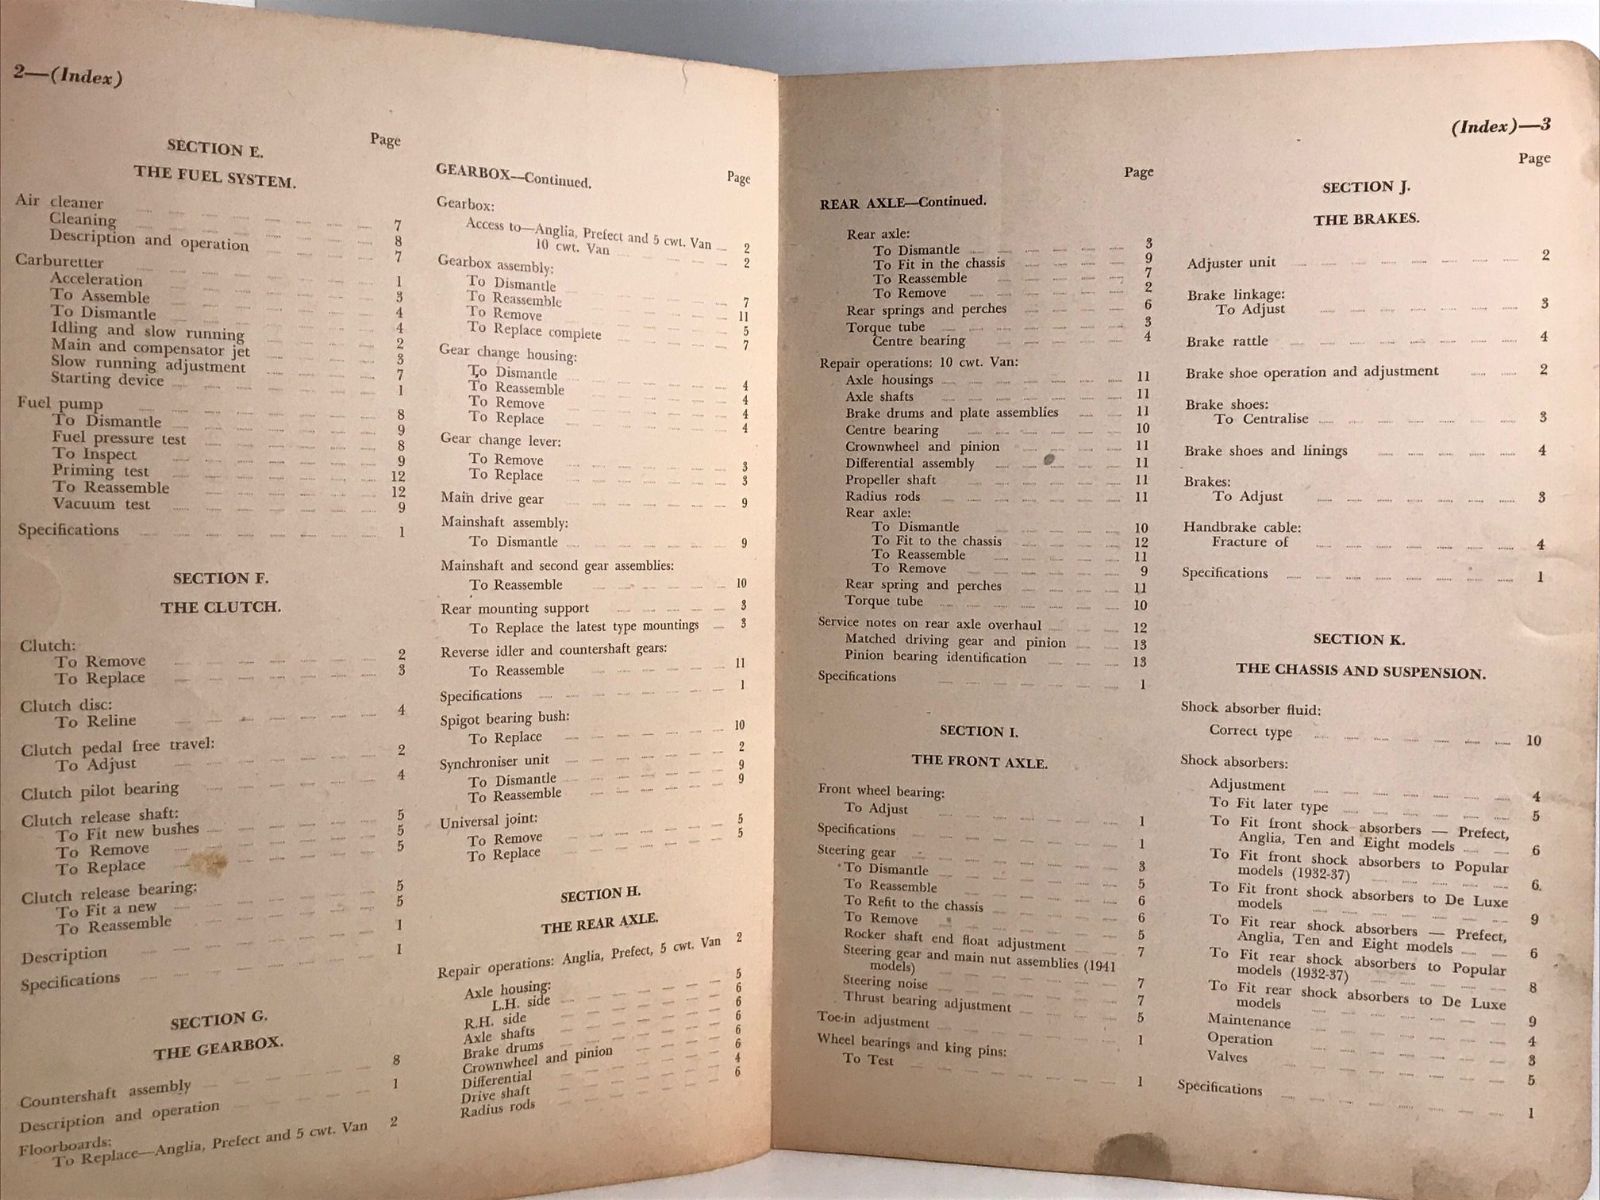 2—(Index)
Page
SECTION E.
THE FUEL SYSTEM.
Air cleaner 7
Cleaning 8
Description and operation 7
Carburetter 1
Acceleration 3
To Assemble 4
To Dismantle 4
Idling and slow running 2
Main and compensator jet 3
Slow running adjustment 7
Starting device 1
Fuel pump 8
To Dismantle 9
Fuel pressure test 8
To Inspect 9
Priming test 12
To Reassemble 12
Vacuum test 9
Specifications 1
SECTION F.
THE CLUTCH.
Clutch:
To Remove 2
To Replace 3
Clutch disc:
To Reline 4
Clutch pedal free travel:
To Adjust 2
Clutch pilot bearing 4
Clutch release shaft:
To Fit new bushes 5
To Remove 5
To Replace 5
Clutch release bearing:
To Fit a new 5
To Reassemble 5
Description 1
Specifications 1
SECTION G.
THE GEARBOX.
Countershaft assembly 8
Description and operation 1
Floorboards:
To Replace—Anglia, Prefect and 5 cwt. Van 2
GEARBOX—Continued.
Page
Gearbox:
Access to—Anglia, Prefect and 5 cwt. Van 2
10 cwt. Van 2
Gearbox assembly:
To Dismantle 7
To Reassemble 11
To Remove 5
To Replace complete 7
Gear change housing:
To Dismantle 4
To Reassemble 4
To Remove 4
To Replace 4
Gear change lever:
To Remove 3
To Replace 3
Main drive gear 9
Mainshaft assembly:
To Dismantle 9
Mainshaft and second gear assemblies:
To Reassemble 10
Rear mounting support 3
To Replace the latest type mountings 3
Reverse idler and countershaft gears:
To Reassemble 11
Specifications 1
Spigot bearing bush:
To Replace 10
Synchroniser unit 2
To Dismantle 9
To Reassemble 9
Universal joint:
To Remove 5
To Replace 5
SECTION H.
THE REAR AXLE.
Repair operations: Anglia, Prefect, 5 cwt. Van 2
Axle housing:
L.H. side 5
R.H. side 6
Axle shafts 6
Brake drums 6
Crownwheel and pinion 6
Differential 6
Drive shaft 4
Radius rods 6
(Index)—3
Page
REAR AXLE—Continued.
Rear axle:
To Dismantle 3
To Fit in the chassis 9
To Reassemble 7
To Remove 2
Rear springs and perches 6
Torque tube 3
Centre bearing 4
Repair operations: 10 cwt. Van:
Axle housings 11
Axle shafts 11
Brake drums and plate assemblies 11
Centre bearing 10
Crownwheel and pinion 11
Differential assembly 11
Propeller shaft 11
Radius rods 11
Rear axle:
To Dismantle 10
To Fit to the chassis 12
To Reassemble 11
To Remove 9
Rear spring and perches 11
Torque tube 10
Service notes on rear axle overhaul 12
Matched driving gear and pinion 13
Pinion bearing identification 13
Specifications 1
SECTION I.
THE FRONT AXLE.
Front wheel bearing:
To Adjust 1
Specifications 1
Steering gear 3
To Dismantle 5
To Reassemble 6
To Refit to the chassis 6
To Remove 5
Rocker shaft end float adjustment 7
Steering gear and main nut assemblies (1941
models) 7
Steering noise 7
Thrust bearing adjustment 5
Toe-in adjustment 1
Wheel bearings and king pins:
To Test 1
Page
SECTION J.
THE BRAKES.
Adjuster unit 2
Brake linkage:
To Adjust 3
Brake rattle 4
Brake shoe operation and adjustment 2
Brake shoes:
To Centralise 3
Brake shoes and linings 4
Brakes:
To Adjust 3
Handbrake cable:
Fracture of 4
Specifications 1
SECTION K.
THE CHASSIS AND SUSPENSION.
Shock absorber fluid:
Correct type 10
Shock absorbers:
Adjustment 4
To Fit later type 5
To Fit front shock absorbers — Prefect,
Anglia, Ten and Eight models 6
To Fit front shock absorbers to Popular
models (1932-37) 6.
To Fit front shock absorbers to De Luxe
models 9
To Fit rear shock absorbers — Prefect,
Anglia, Ten and Eight models 6
To Fit rear shock absorbers to Popular
models (1932-37) 8
To Fit rear shock absorbers to De Luxe
models 9
Maintenance 4
Operation 3
Valves 5
Specifications 1